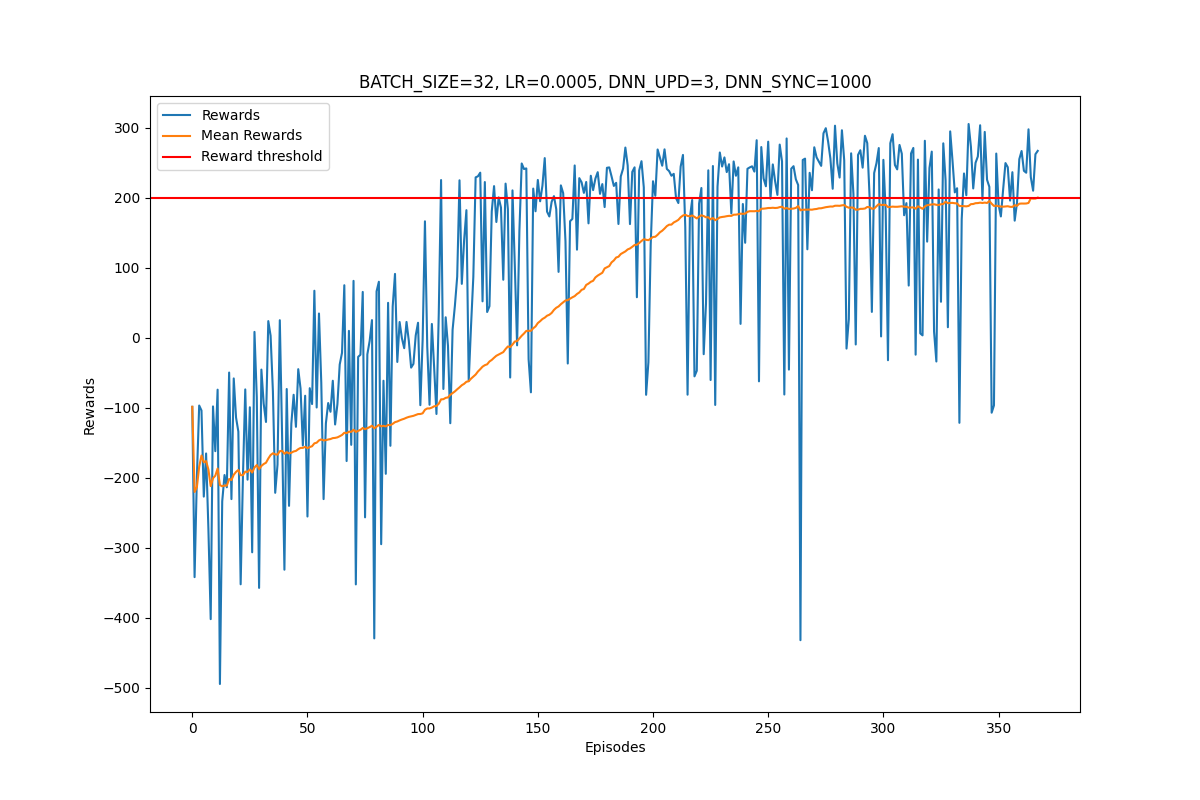 BATCH_SIZE=32, LR=0.0005, DNN_UPD=3, DNN_SYNC=1000
Rewards
Mean Rewards
Reward threshold
300
200
100
0
−100
−200
−300
−400
−500
Rewards
0 50 100 150 200 250 300 350
Episodes